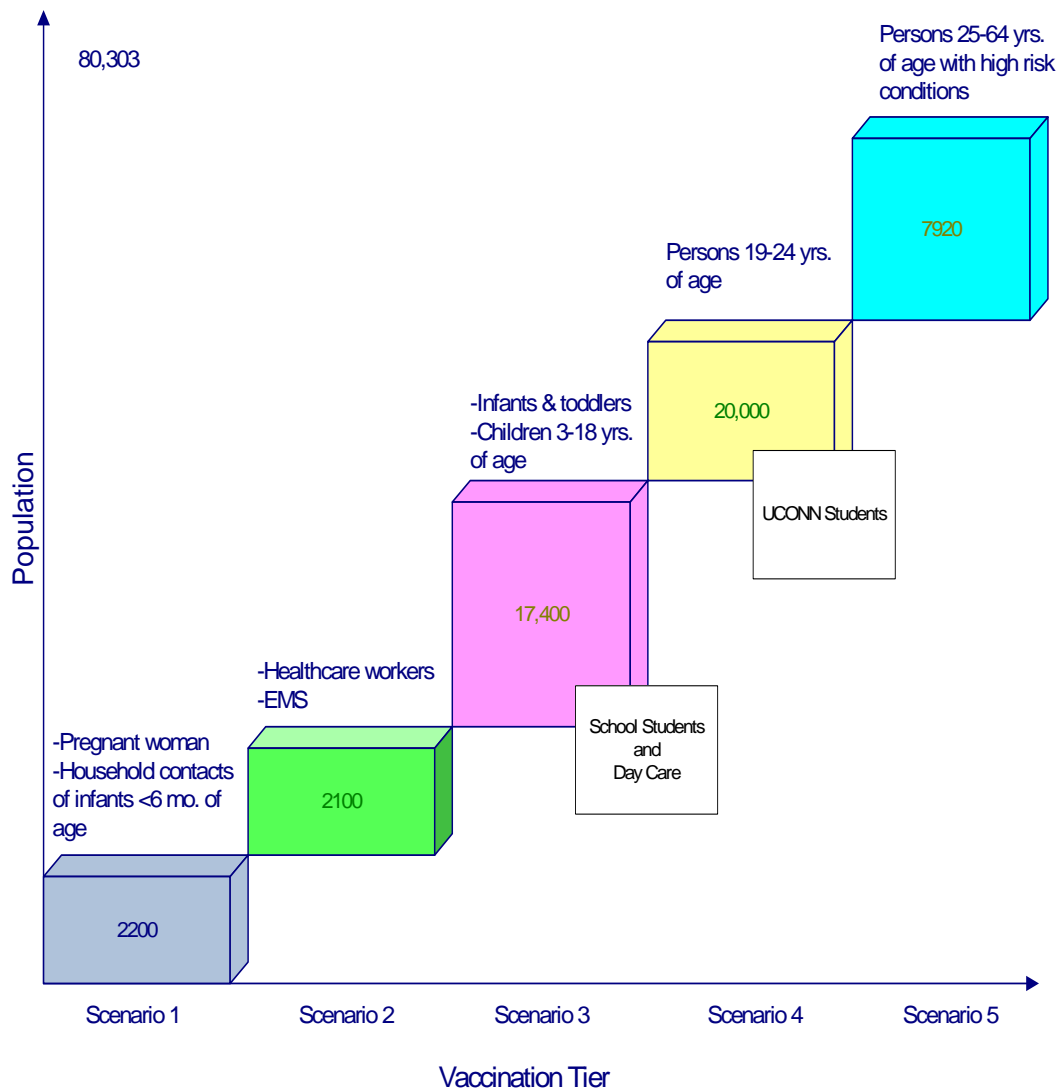 80,303
Persons 25-64 yrs.
of age with high risk
conditions
7920
Persons 19-24 yrs.
of age
20,000
UCONN Students
-Infants & toddlers
-Children 3-18 yrs.
of age
17,400
School Students
and
Day Care
-Healthcare workers
-EMS
2100
-Pregnant woman
-Household contacts
of infants <6 mo. of
age
2200
Population
Scenario 1
Scenario 2
Scenario 3
Scenario 4
Scenario 5
Vaccination Tier